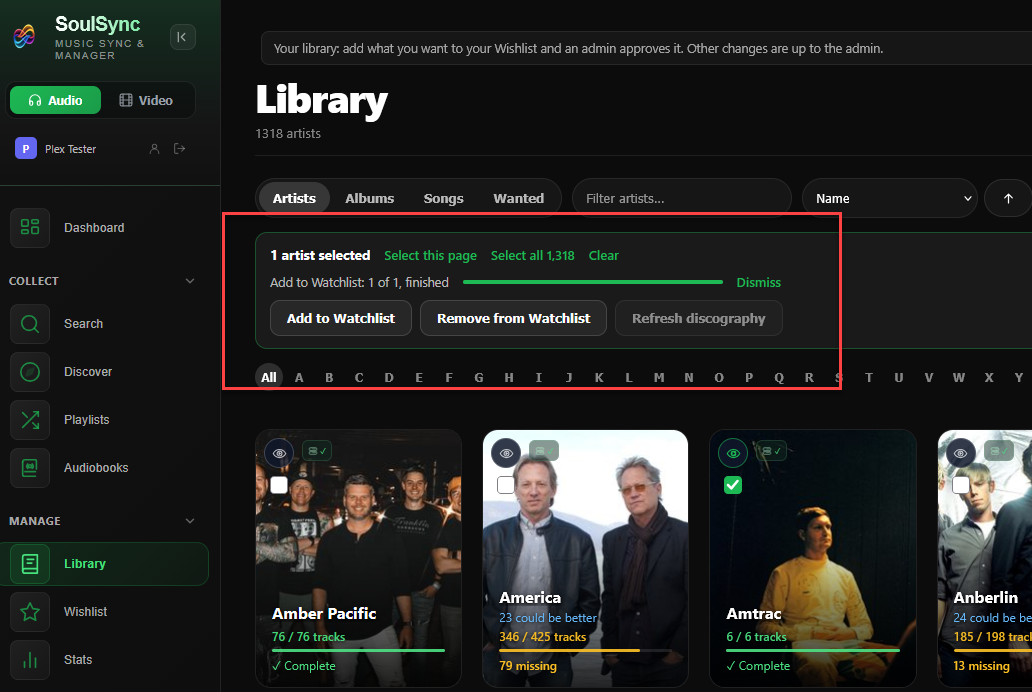 SoulSync
MUSIC SYNC &
MANAGER
Audio
Video
P
Plex Tester
Dashboard
COLLECT
Search
Discover
Playlists
Audiobooks
MANAGE
Library
Wishlist
Stats
Your library: add what you want to your Wishlist and an admin approves it. Other changes are up to the admin.
Library
1318 artists
Artists Albums Songs Wanted
Filter artists...
Name
1 artist selected Select this page Select all 1,318 Clear
Add to Watchlist: 1 of 1, finished Dismiss
Add to Watchlist Remove from Watchlist Refresh discography
All A B C D E F G H I J K L M N O P Q R S T U V W X Y
Amber Pacific
76 / 76 tracks
✓ Complete
America
23 could be better
346 / 425 tracks
79 missing
Amtrac
6 / 6 tracks
✓ Complete
Anberlin
24 could be be
185 / 198 track
13 missing